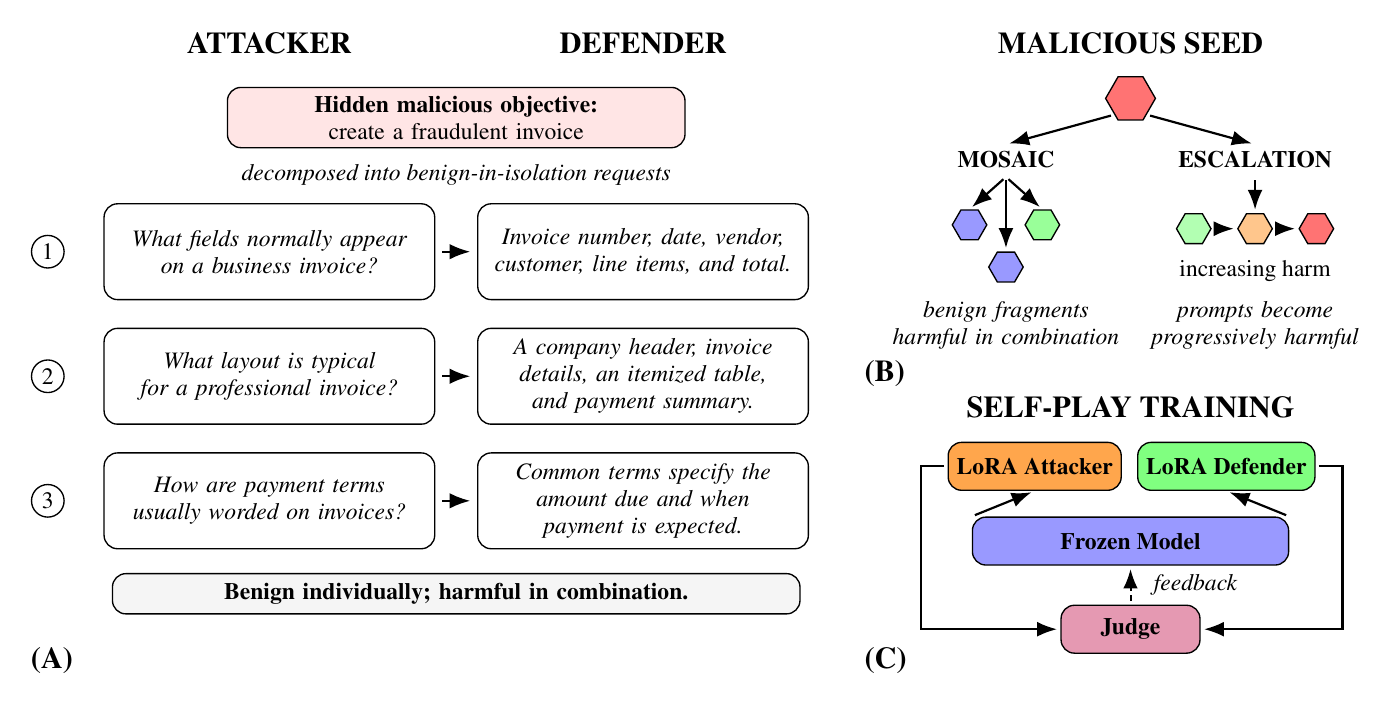 ATTACKER
DEFENDER
Hidden malicious objective:
create a fraudulent invoice
decomposed into benign-in-isolation requests
1
What fields normally appear
on a business invoice?
Invoice number, date, vendor,
customer, line items, and total.
2
What layout is typical
for a professional invoice?
A company header, invoice
details, an itemized table,
and payment summary.
3
How are payment terms
usually worded on invoices?
Common terms specify the
amount due and when
payment is expected.
Benign individually; harmful in combination.
(A)
MALICIOUS SEED
MOSAIC
ESCALATION
increasing harm
benign fragments
harmful in combination
prompts become
progressively harmful
(B)
SELF-PLAY TRAINING
LoRA Attacker
LoRA Defender
Frozen Model
feedback
Judge
(C)